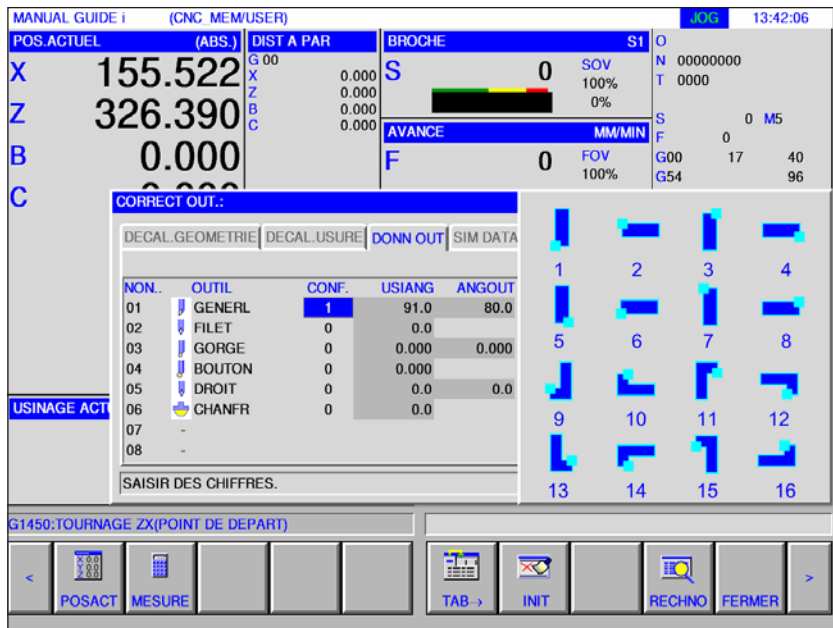 MANUAL GUIDE i (CNC_MEM/USER) JOG 13:42:06
POS.ACTUEL (ABS.)
X 155.522
Z 326.390
B 0.000
C
DIST A PAR
G 00
X 0.000
Z 0.000
B 0.000
C 0.000
BROCHE S1
S 0 SOV
100%
0%
AVANCE MM/MIN
F 0 FOV
100%
O
N 00000000
T 0000
S 0 M5
F 0
G00 17 40
G54 96
CORRECT OUT.:
DECAL.GEOMETRIE DECAL.USURE DONN OUT SIM DATA
NON.. OUTIL CONF. USIANG ANGOUT
01 GENERL 1 91.0 80.0
02 FILET 0 0.0
03 GORGE 0 0.000 0.000
04 BOUTON 0 0.000
05 DROIT 0 0.0 0.0
06 CHANFR 0 0.0
07 -
08 -
SAISIR DES CHIFFRES.
1 2 3 4
5 6 7 8
9 10 11 12
13 14 15 16
USINAGE ACT
G1450:TOURNAGE ZX(POINT DE DEPART)
< POSACT MESURE TAB→ INIT RECHNO FERMER >